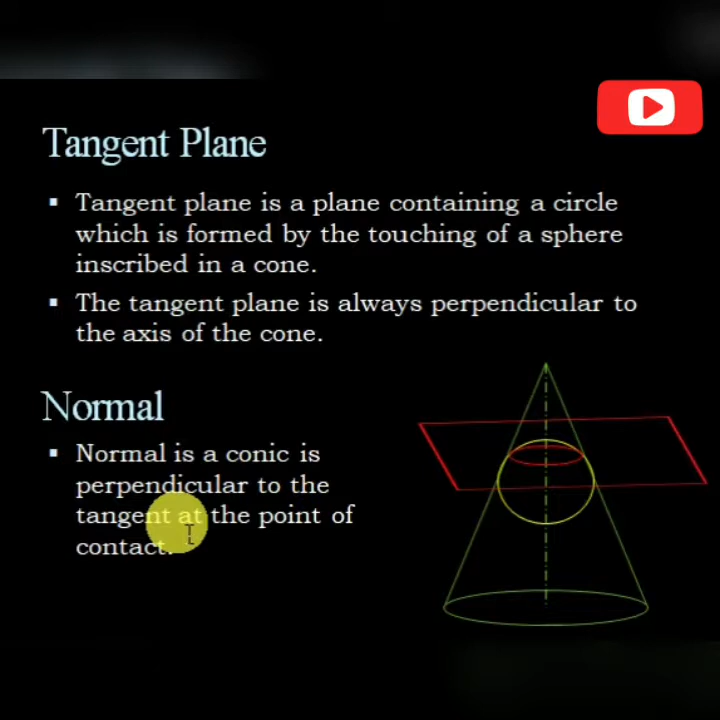 Tangent Plane
▪ Tangent plane is a plane containing a circle
which is formed by the touching of a sphere
inscribed in a cone.
▪ The tangent plane is always perpendicular to
the axis of the cone.
Normal
▪ Normal is a conic is
perpendicular to the
tangent at the point of
contact.